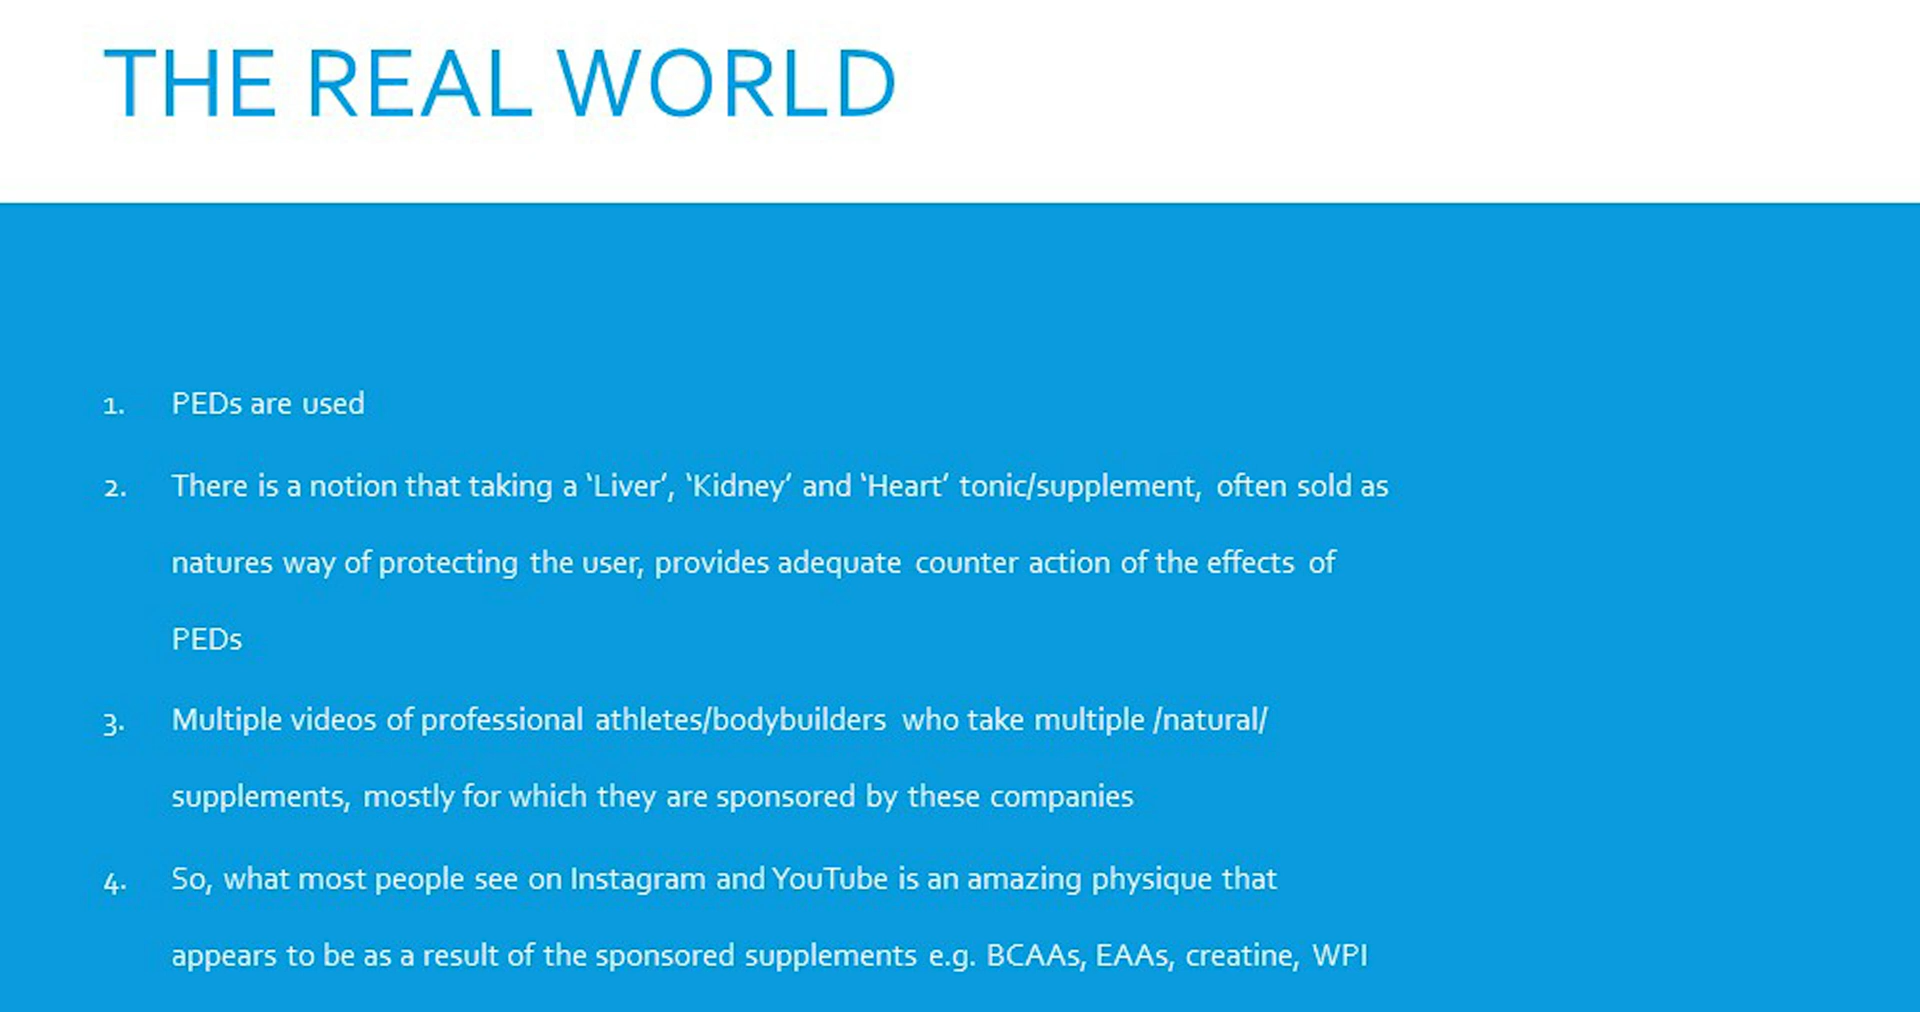 THE REAL WORLD
1. PEDs are used
2. There is a notion that taking a ‘Liver’, ‘Kidney’ and ‘Heart’ tonic/supplement, often sold as
natures way of protecting the user, provides adequate counter action of the effects of
PEDs
3. Multiple videos of professional athletes/bodybuilders who take multiple /natural/
supplements, mostly for which they are sponsored by these companies
4. So, what most people see on Instagram and YouTube is an amazing physique that
appears to be as a result of the sponsored supplements e.g. BCAAs, EAAs, creatine, WPI